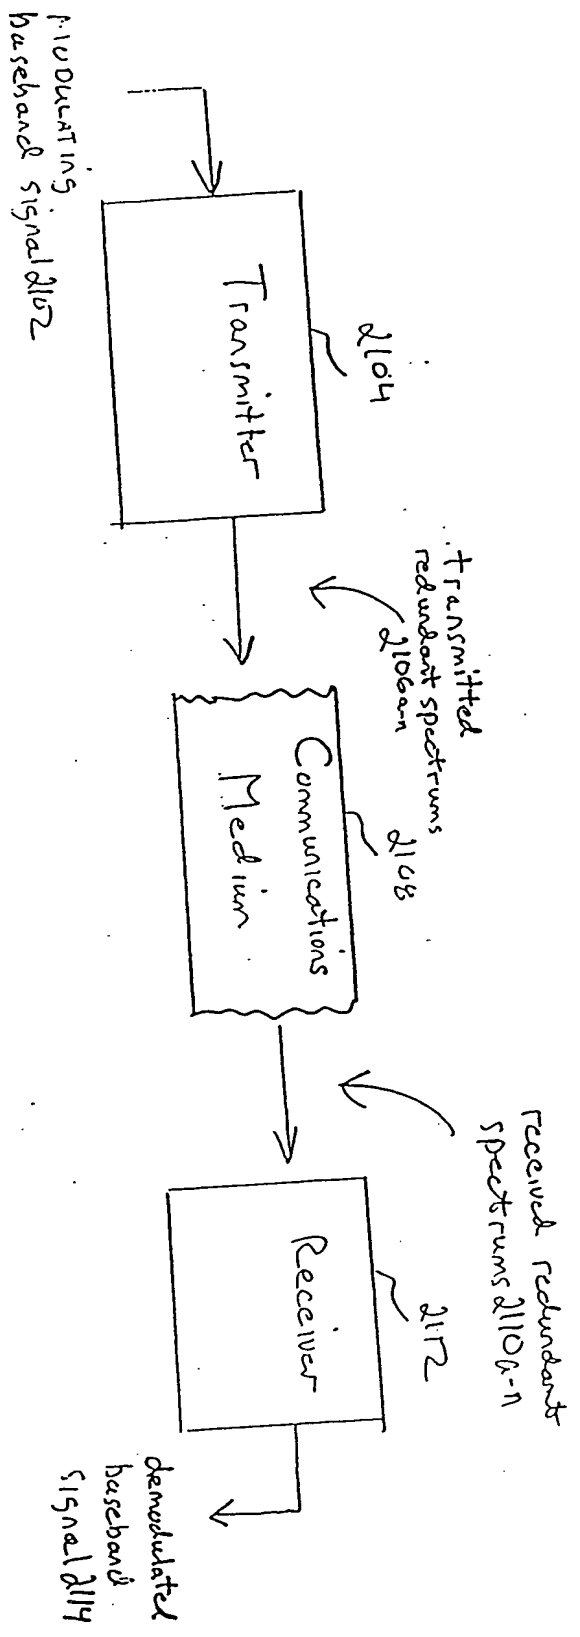 MODULATING
baseband signal 2102
2104
Transmitter
transmitted
redundant spectrums
2106a-n
2108
Communications
Medium
received redundant
spectrums 2110a-n
2112
Receiver
demodulated
baseband
signal 2114